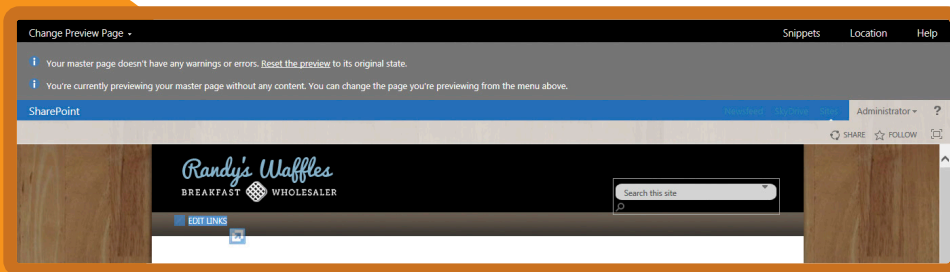 Change Preview Page
Snippets Location Help
Your master page doesn't have any warnings or errors. Reset the preview to its original state.
You're currently previewing your master page without any content. You can change the page you're previewing from the menu above.
SharePoint
Newsfeed SkyDrive Sites Administrator ?
SHARE FOLLOW
Randy's Waffles
BREAKFAST WHOLESALER
Search this site
EDIT LINKS